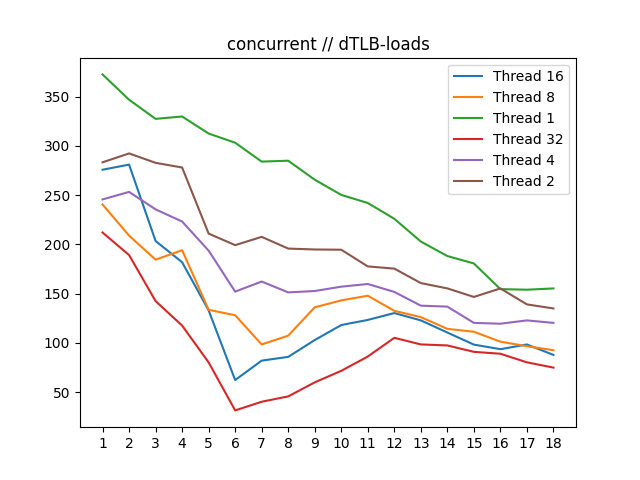 concurrent // dTLB-loads
Thread 16
Thread 8
Thread 1
Thread 32
Thread 4
Thread 2
350
300
250
200
150
100
50
1 2 3 4 5 6 7 8 9 10 11 12 13 14 15 16 17 18